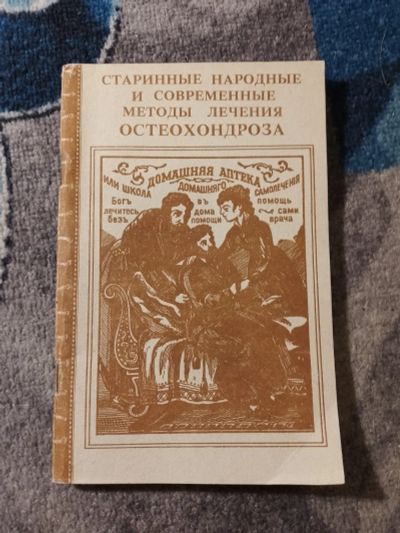 СТАРИННЫЕ НАРОДНЫЕ
И СОВРЕМЕННЫЕ
МЕТОДЫ ЛЕЧЕНИЯ
ОСТЕОХОНДРОЗА
ДОМАШНЯЯ АПТЕКА
ИЛИ ШКОЛА ДОМАШНЯГО САМОЛЕЧЕНИЯ
Богъ въ помощь
лечитесь дома сами
безъ помощи врача